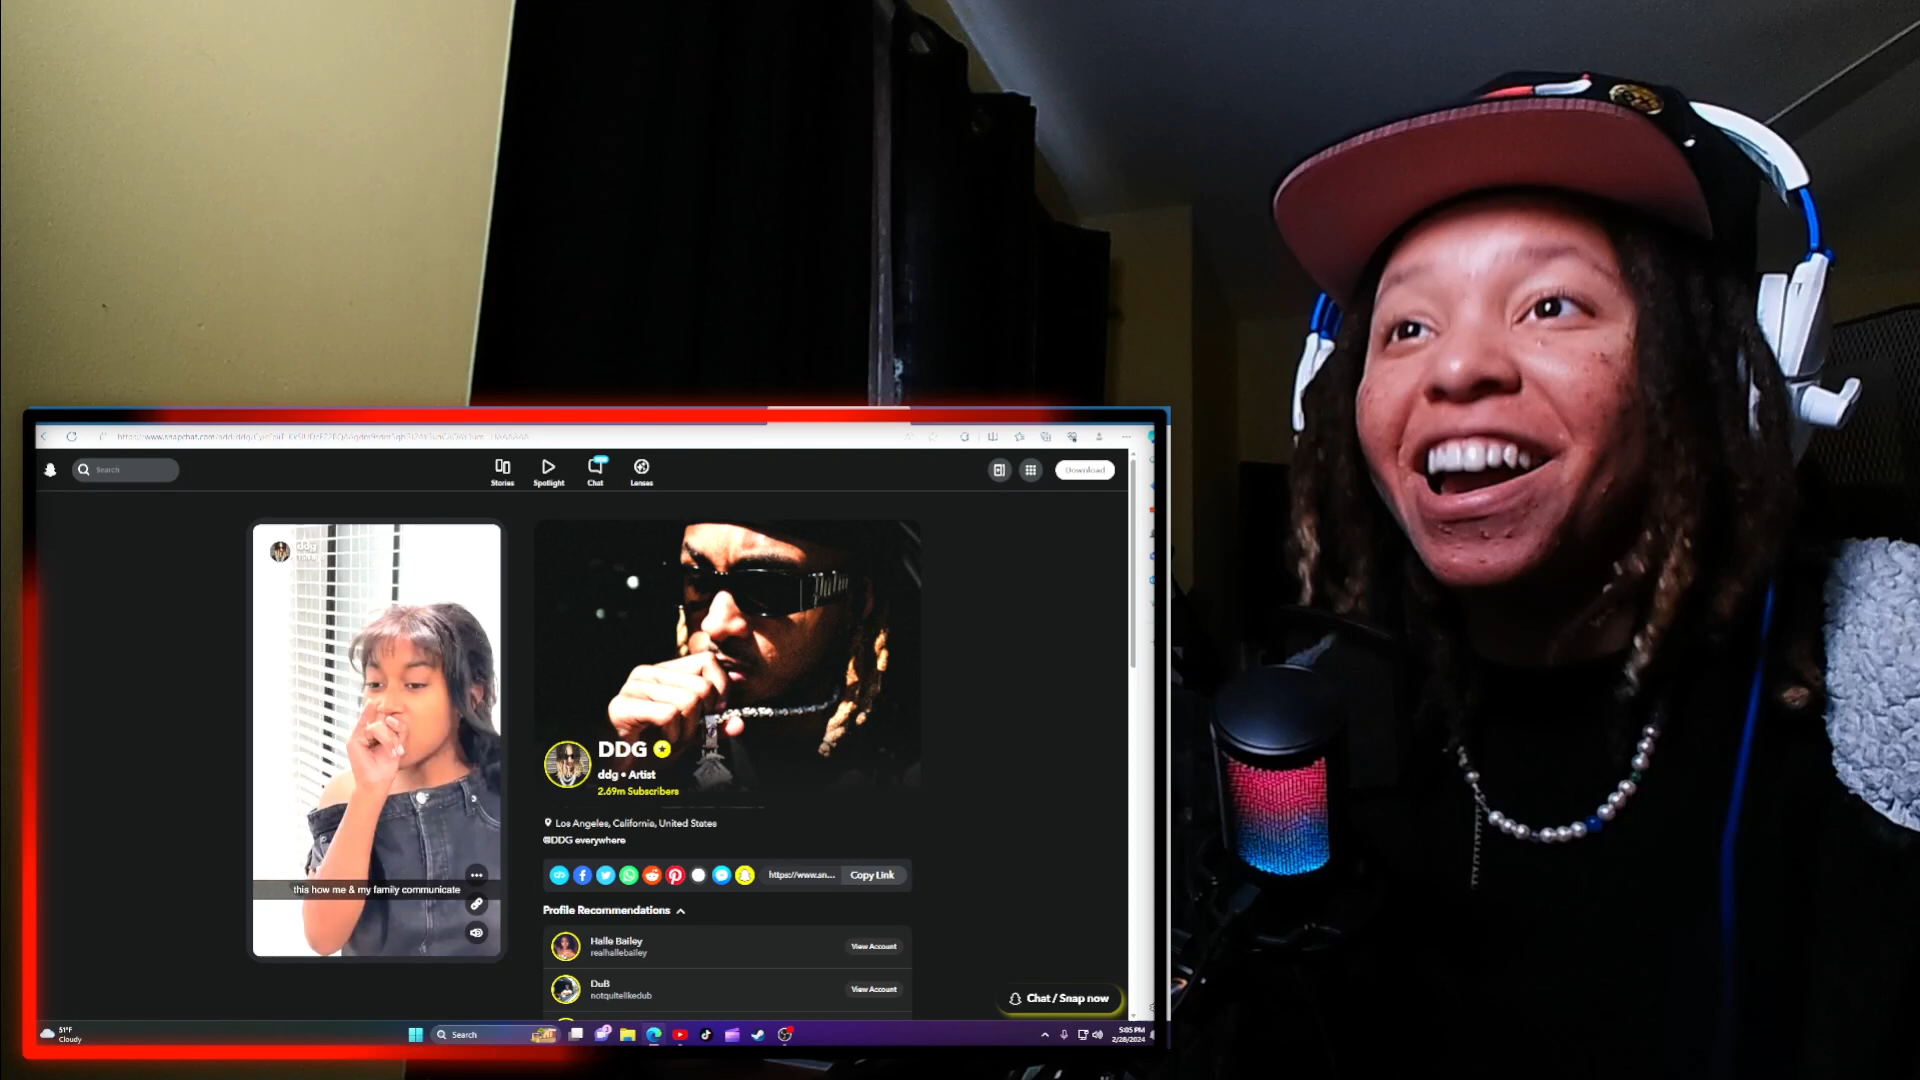 Search
Stories
Spotlight
Chat
Lenses
Download
ddg
this how me & my family communicate
DDG
ddg • Artist
2.69m Subscribers
Los Angeles, California, United States
@DDG everywhere
https://www.sn...
Copy Link
Profile Recommendations
Halle Bailey
realhallebailey
View Account
DuB
notquitelikedub
View Account
Chat / Snap now
51°F
Cloudy
Search
5:05 PM
2/28/2024